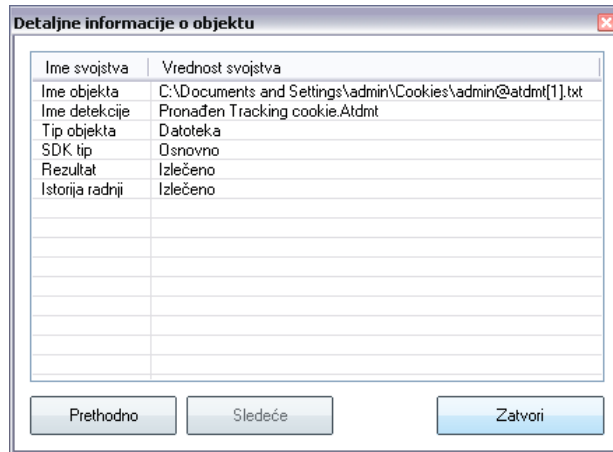 Detaljne informacije o objektu
Ime svojstva Vrednost svojstva
Ime objekta C:\Documents and Settings\admin\Cookies\admin@atdmt[1].txt
Ime detekcije Pronađen Tracking cookie.Atdmt
Tip objekta Datoteka
SDK tip Osnovno
Rezultat Izlečeno
Istorija radnji Izlečeno
Prethodno Sledeće Zatvori